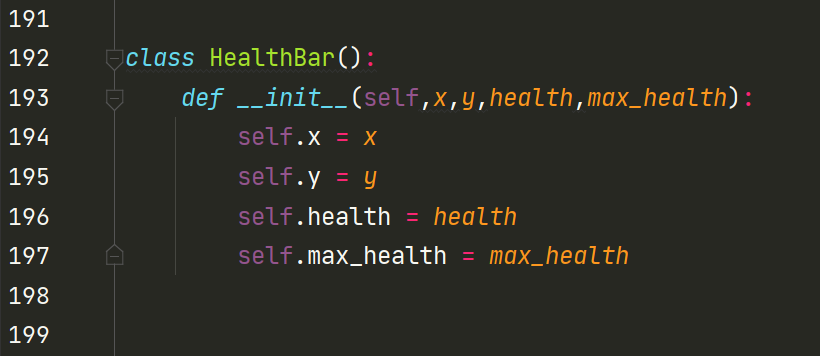 191
192 class HealthBar():
193     def __init__(self,x,y,health,max_health):
194         self.x = x
195         self.y = y
196         self.health = health
197         self.max_health = max_health
198
199